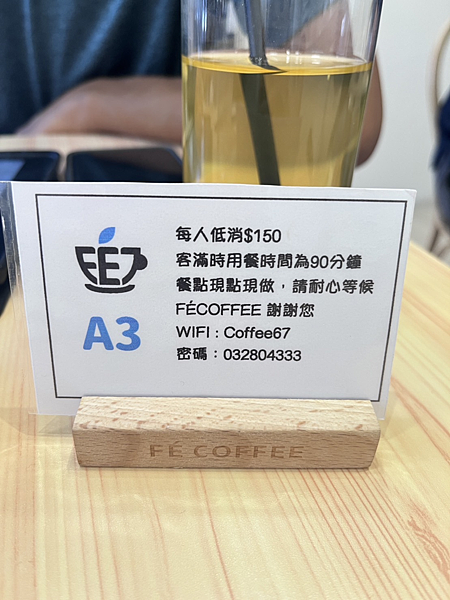 FÉ
A3
每人低消$150
客滿時用餐時間為90分鐘
餐點現點現做，請耐心等候
FÉCOFFEE 謝謝您
WIFI : Coffee67
密碼：032804333
FÉ COFFEE